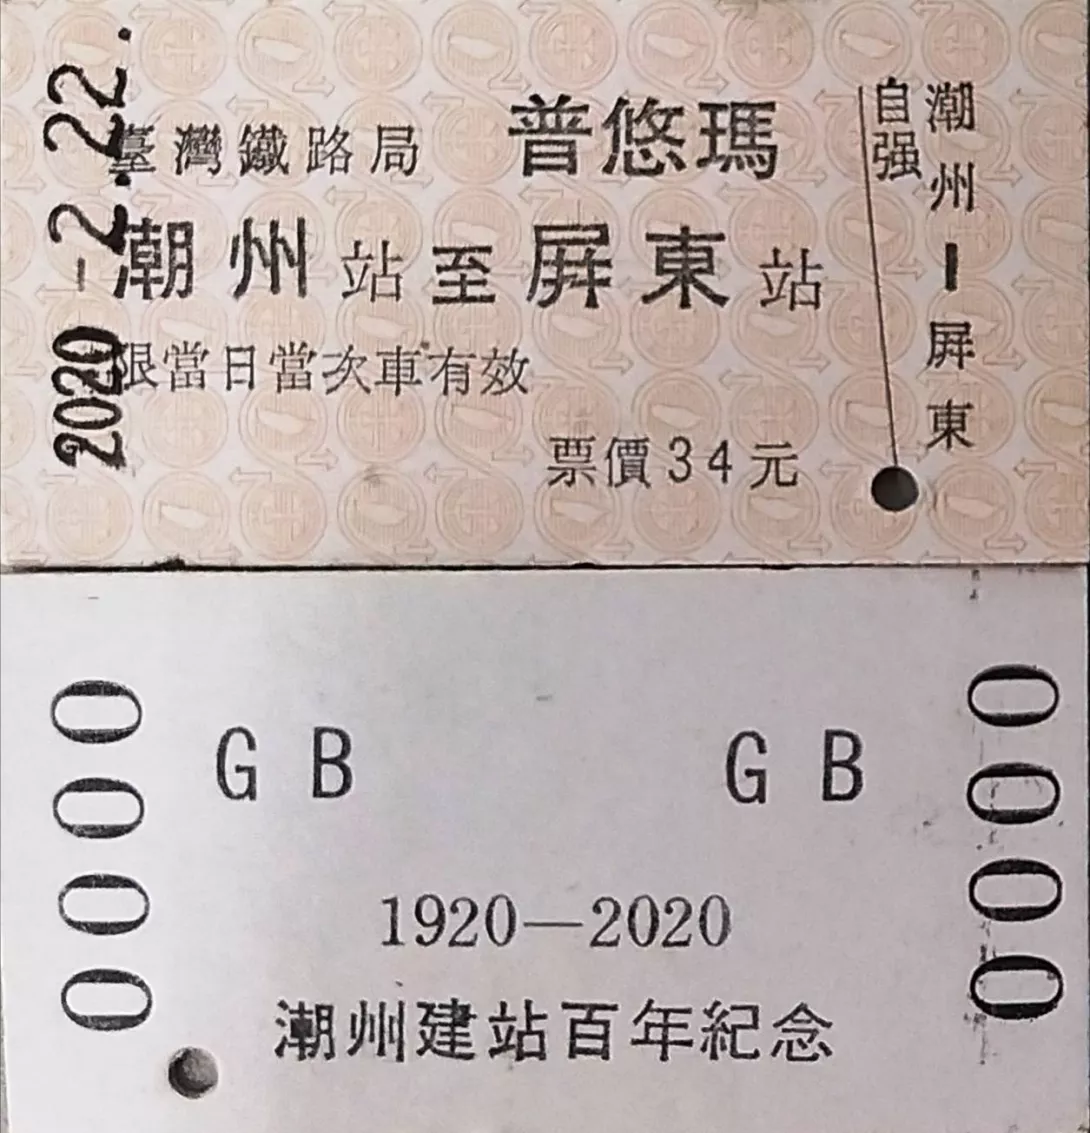 2020-2.22.
臺灣鐵路局 普悠瑪
潮州站至屏東站
限當日當次車有效
票價34元
自强
潮州—屏東
0000
GB GB
0000
1920—2020
潮州建站百年紀念